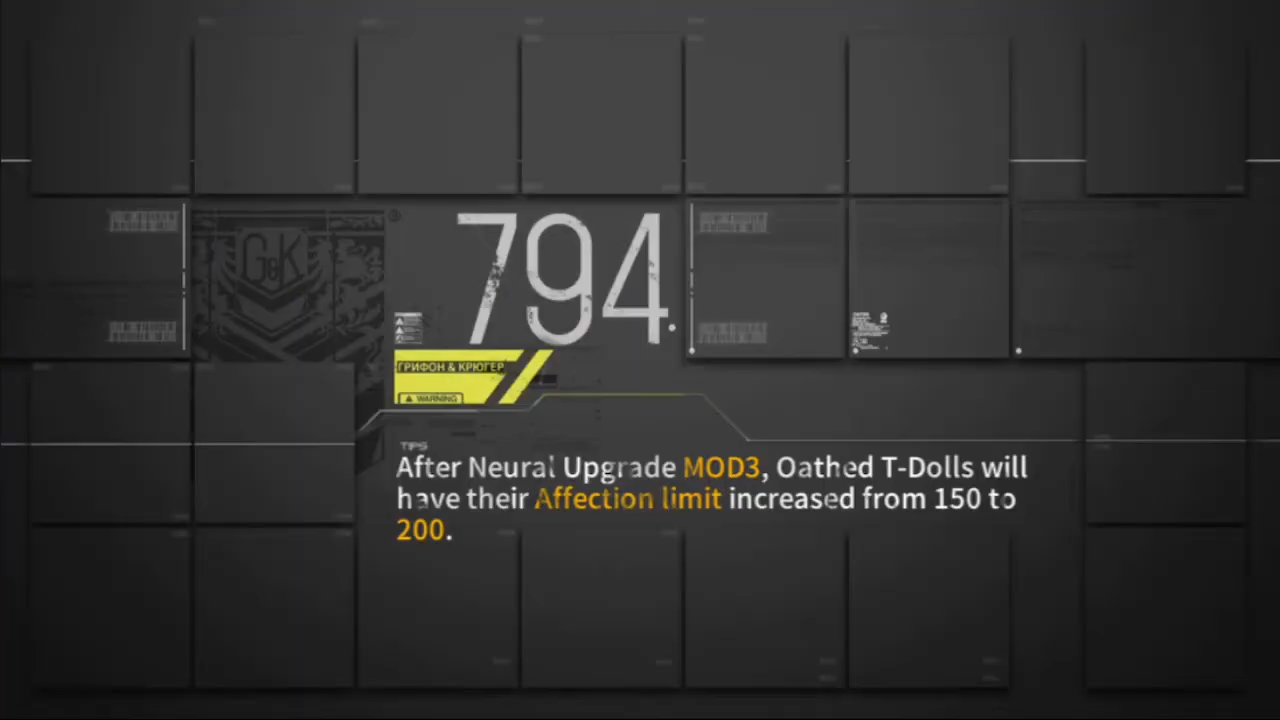 G&K
794.
ГРИФОН & КРЮГЕР
WARNING
TIPS
After Neural Upgrade MOD3, Oathed T-Dolls will
have their Affection limit increased from 150 to
200.